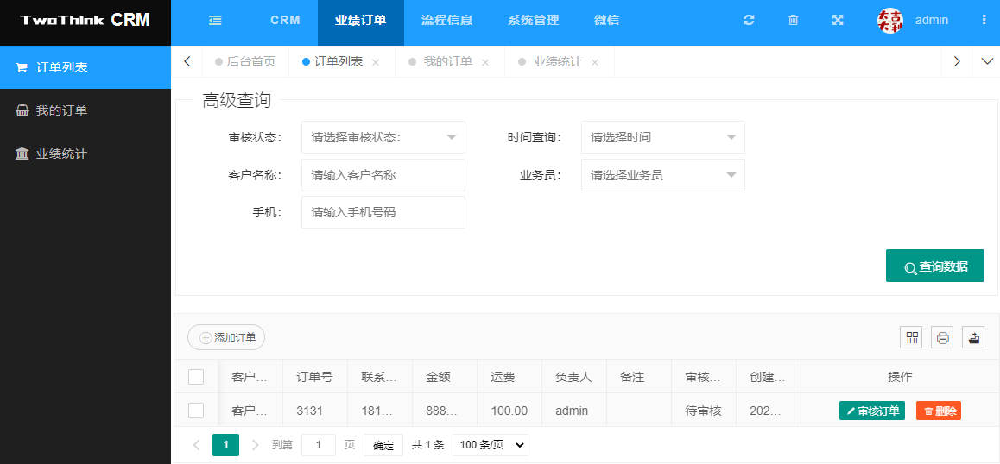 TwoThink CRM
CRM 业绩订单 流程信息 系统管理 微信 大吉大利 admin
订单列表
我的订单
业绩统计
后台首页 订单列表 我的订单 业绩统计
高级查询
审核状态: 请选择审核状态: 时间查询: 请选择时间
客户名称: 请输入客户名称 业务员: 请选择业务员
手机: 请输入手机号码
查询数据
添加订单
客户... 订单号 联系... 金额 运费 负责人 备注 审核... 创建... 操作
客户... 3131 181... 888... 100.00 admin 待审核 202... 审核订单 删除
1 到第 1 页 确定 共 1 条 100 条/页